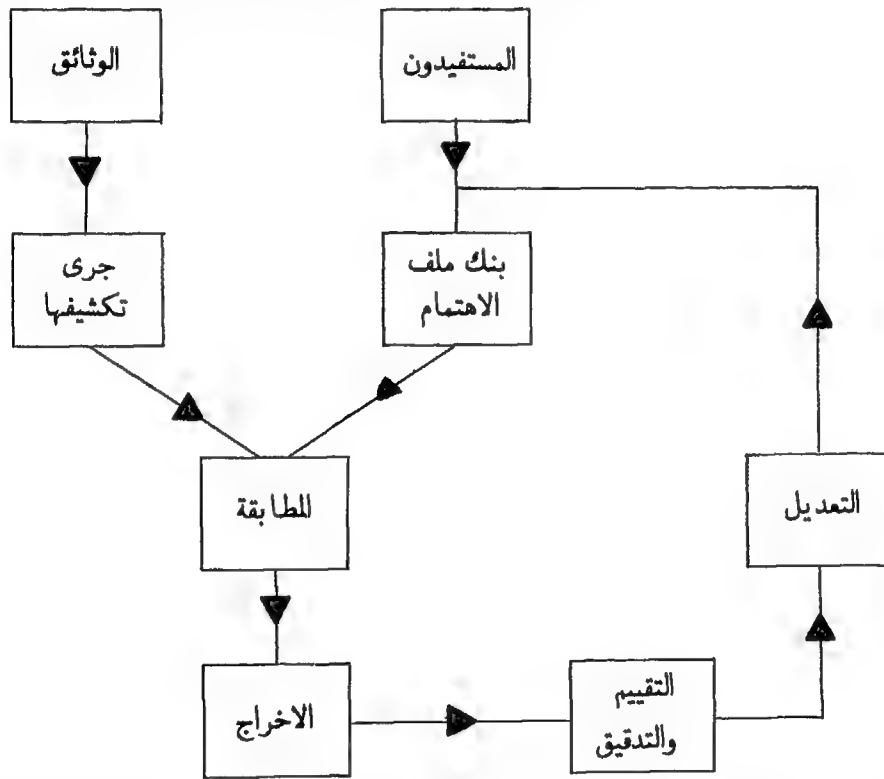 المستفيدون
الوثائق
بنك ملف
الاهتمام
جرى
تكشيفها
المطابقة
التعديل
الاخراج
التقييم
والتدقيق